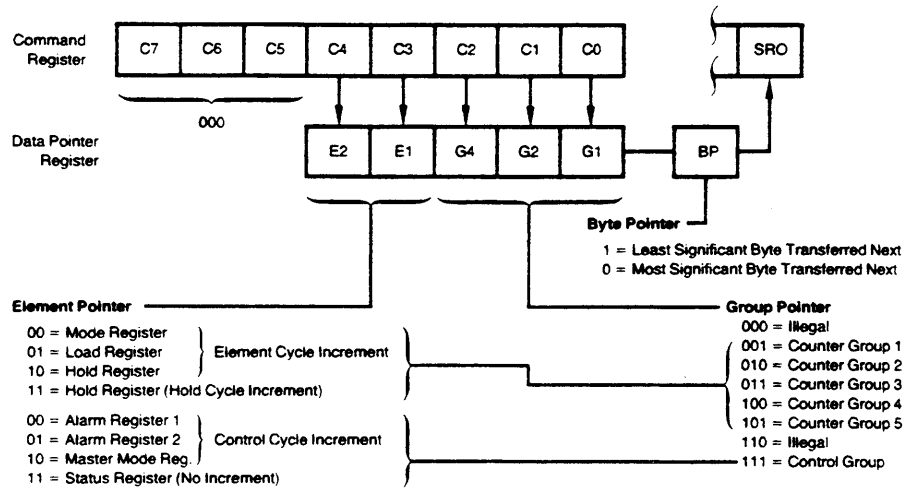 Command
Register
C7 C6 C5 C4 C3 C2 C1 C0
SRO
000
Data Pointer
Register
E2 E1 G4 G2 G1
BP
Byte Pointer
1 = Least Significant Byte Transferred Next
0 = Most Significant Byte Transferred Next
Element Pointer
00 = Mode Register
01 = Load Register
10 = Hold Register
Element Cycle Increment
11 = Hold Register (Hold Cycle Increment)
00 = Alarm Register 1
01 = Alarm Register 2
10 = Master Mode Reg.
Control Cycle Increment
11 = Status Register (No Increment)
Group Pointer
000 = Illegal
001 = Counter Group 1
010 = Counter Group 2
011 = Counter Group 3
100 = Counter Group 4
101 = Counter Group 5
110 = Illegal
111 = Control Group